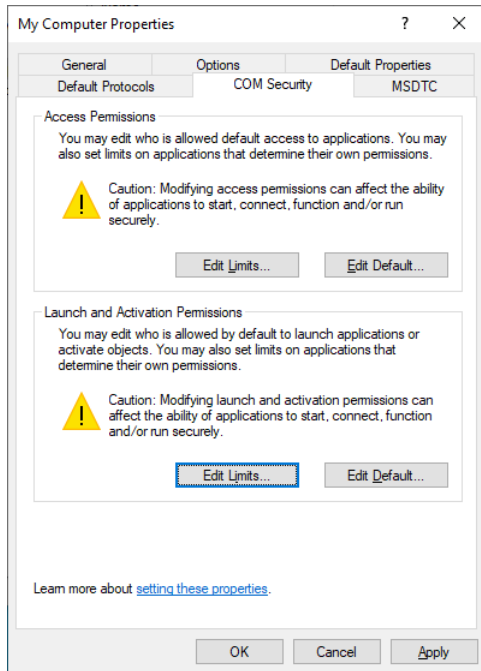 My Computer Properties ? ×
General Options Default Properties
Default Protocols COM Security MSDTC
Access Permissions
You may edit who is allowed default access to applications. You may
also set limits on applications that determine their own permissions.
Caution: Modifying access permissions can affect the ability
of applications to start, connect, function and/or run
securely.
Edit Limits... Edit Default...
Launch and Activation Permissions
You may edit who is allowed by default to launch applications or
activate objects. You may also set limits on applications that
determine their own permissions.
Caution: Modifying launch and activation permissions can
affect the ability of applications to start, connect, function
and/or run securely.
Edit Limits... Edit Default...
Learn more about setting these properties.
OK Cancel Apply